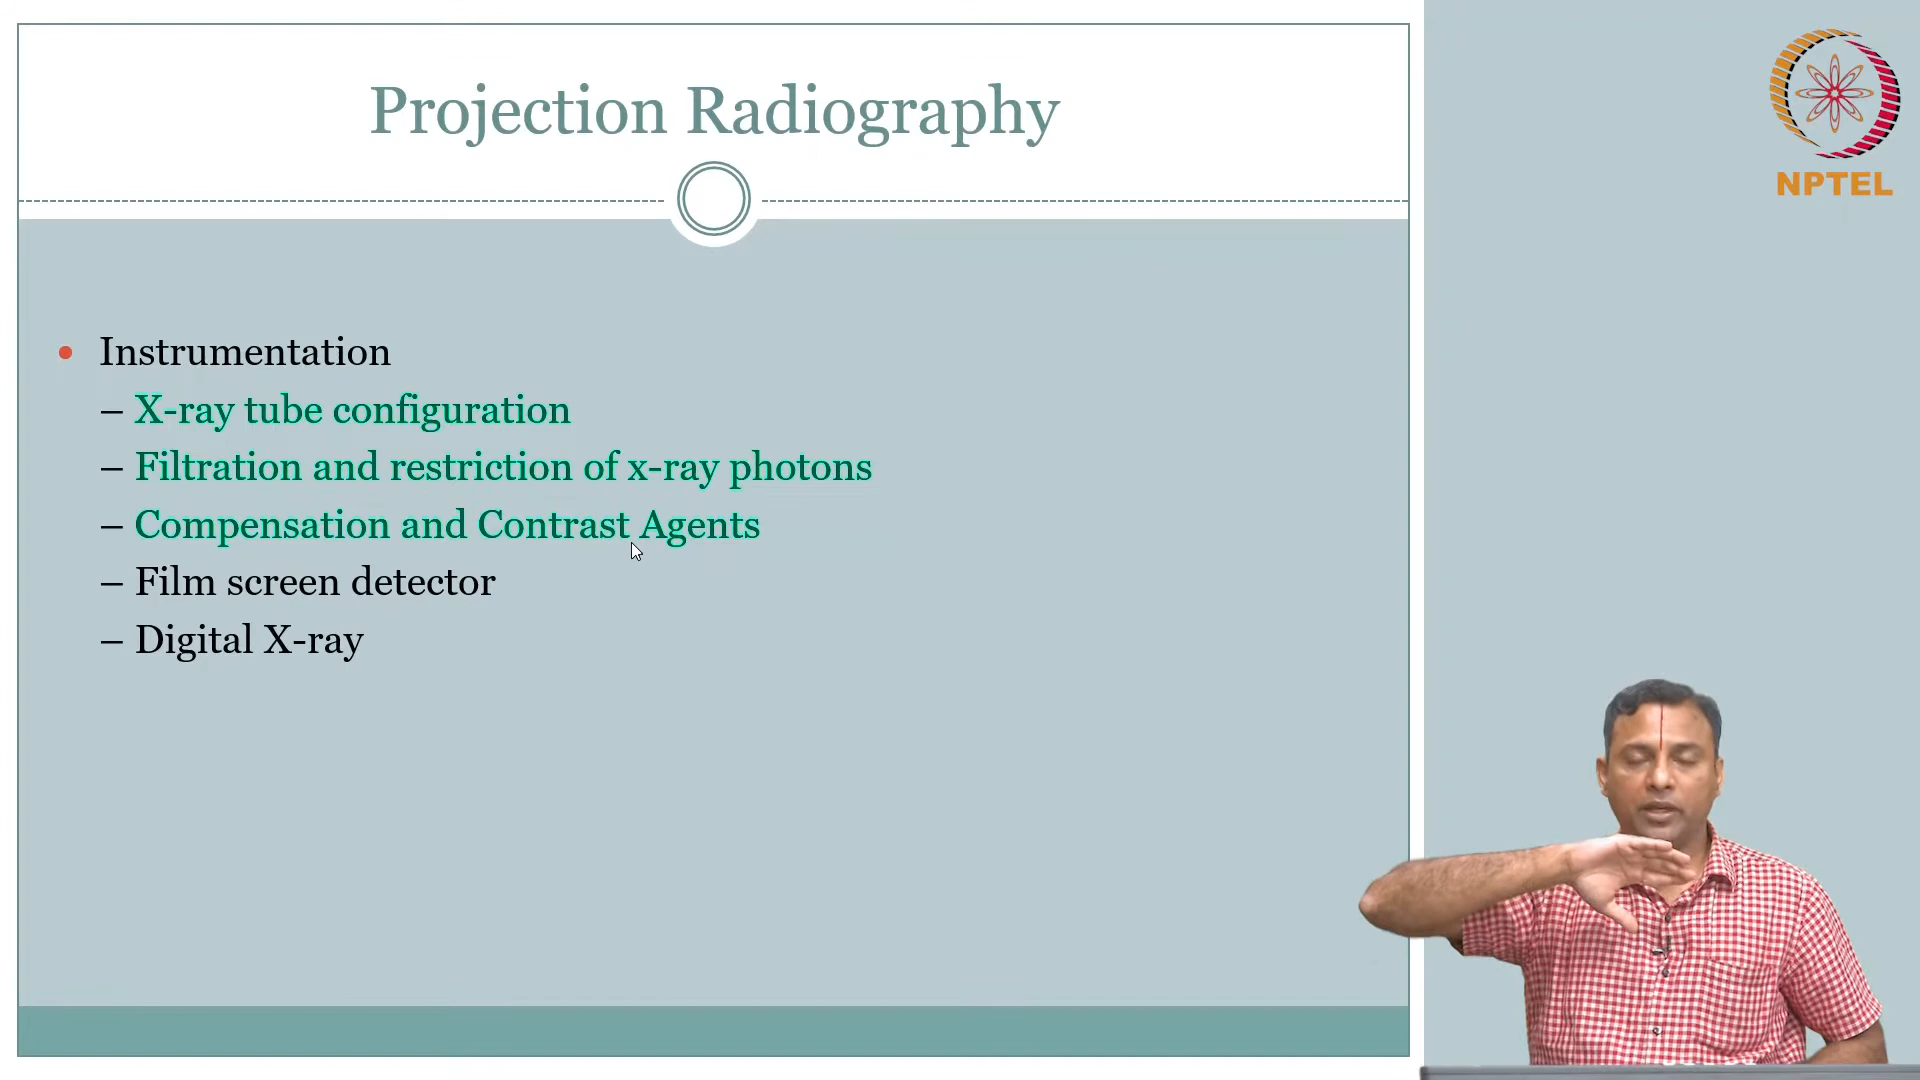 Projection Radiography
NPTEL
• Instrumentation
– X-ray tube configuration
– Filtration and restriction of x-ray photons
– Compensation and Contrast Agents
– Film screen detector
– Digital X-ray